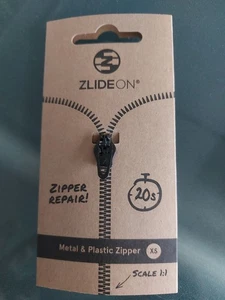 ZLIDEON®
ZIPPER
REPAIR!
20s
Metal & Plastic Zipper XS
SCALE 1:1